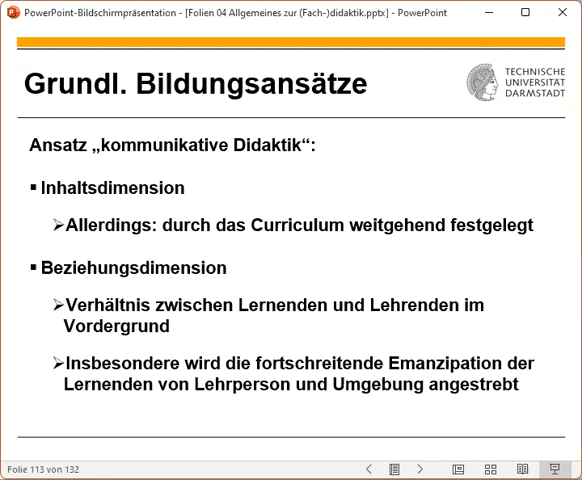 PowerPoint-Bildschirmpräsentation - [Folien 04 Allgemeines zur (Fach-)didaktik.pptx] - PowerPoint
Grundl. Bildungsansätze
TECHNISCHE
UNIVERSITÄT
DARMSTADT
Ansatz „kommunikative Didaktik“:
▪ Inhaltsdimension
➢Allerdings: durch das Curriculum weitgehend festgelegt
▪ Beziehungsdimension
➢Verhältnis zwischen Lernenden und Lehrenden im
Vordergrund
➢Insbesondere wird die fortschreitende Emanzipation der
Lernenden von Lehrperson und Umgebung angestrebt
Folie 113 von 132